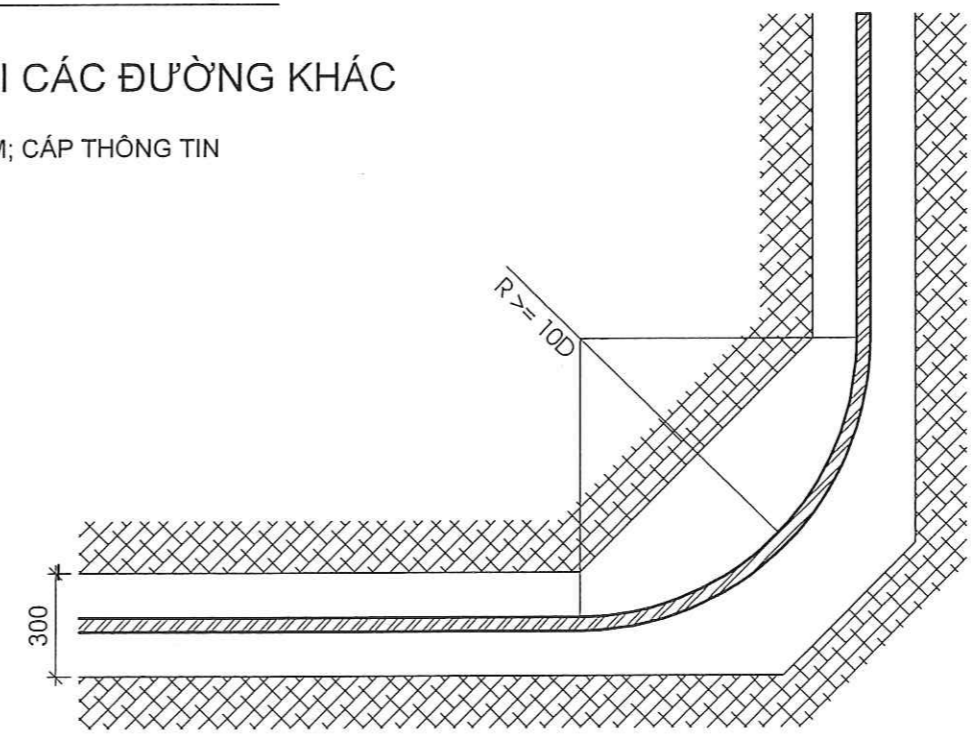 I CÁC ĐƯỜNG KHÁC
M; CÁP THÔNG TIN
R >= 10D
300